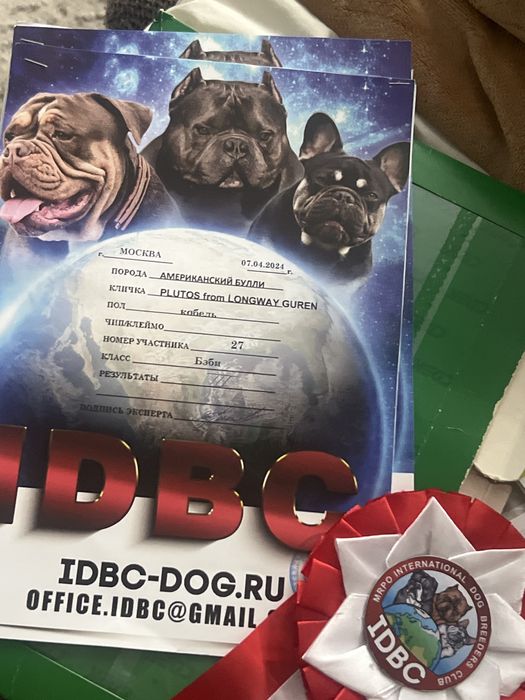 г. МОСКВА 07.04.2024 г.
ПОРОДА АМЕРИКАНСКИЙ БУЛЛИ
КЛИЧКА PLUTOS from LONGWAY GUREN
ПОЛ кобель
ЧИП/КЛЕЙМО
НОМЕР УЧАСТНИКА 27
КЛАСС Бэби
РЕЗУЛЬТАТЫ
ПОДПИСЬ ЭКСПЕРТА
IDBC
IDBC-DOG.RU
OFFICE.IDBC@GMAIL
MRPO INTERNATIONAL DOG BREEDERS CLUB
IDBC